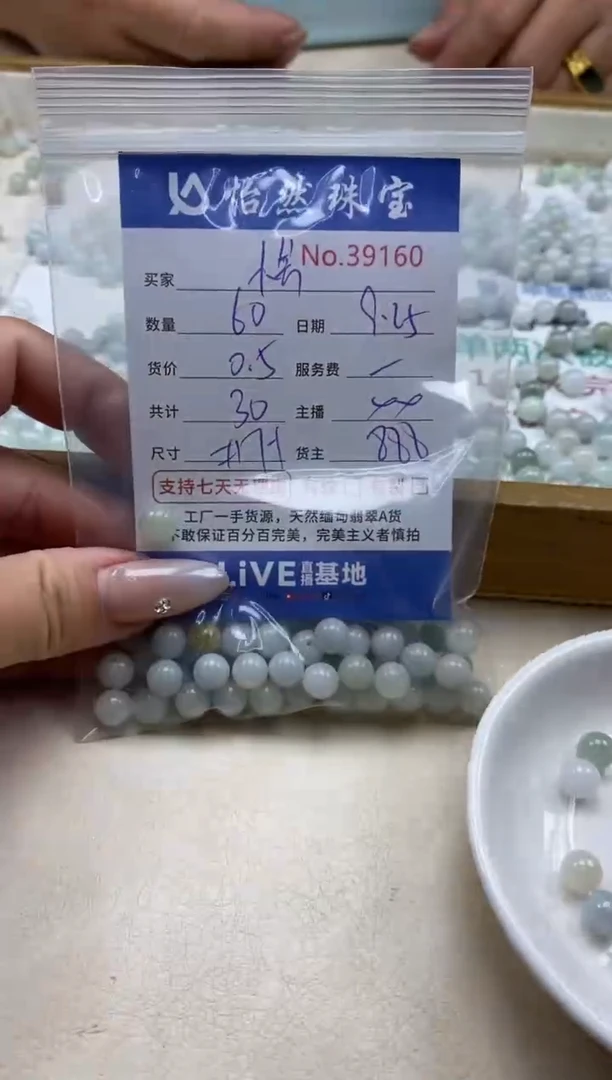 怡然珠宝
No.39160
买家
数量 60 日期 9.25
货价 0.5 服务费
共计 30 主播
尺寸 货主 888
支持七天无
工厂一手货源，天然缅甸翡翠A货
不敢保证百分百完美，完美主义者慎拍
LiVE直播基地